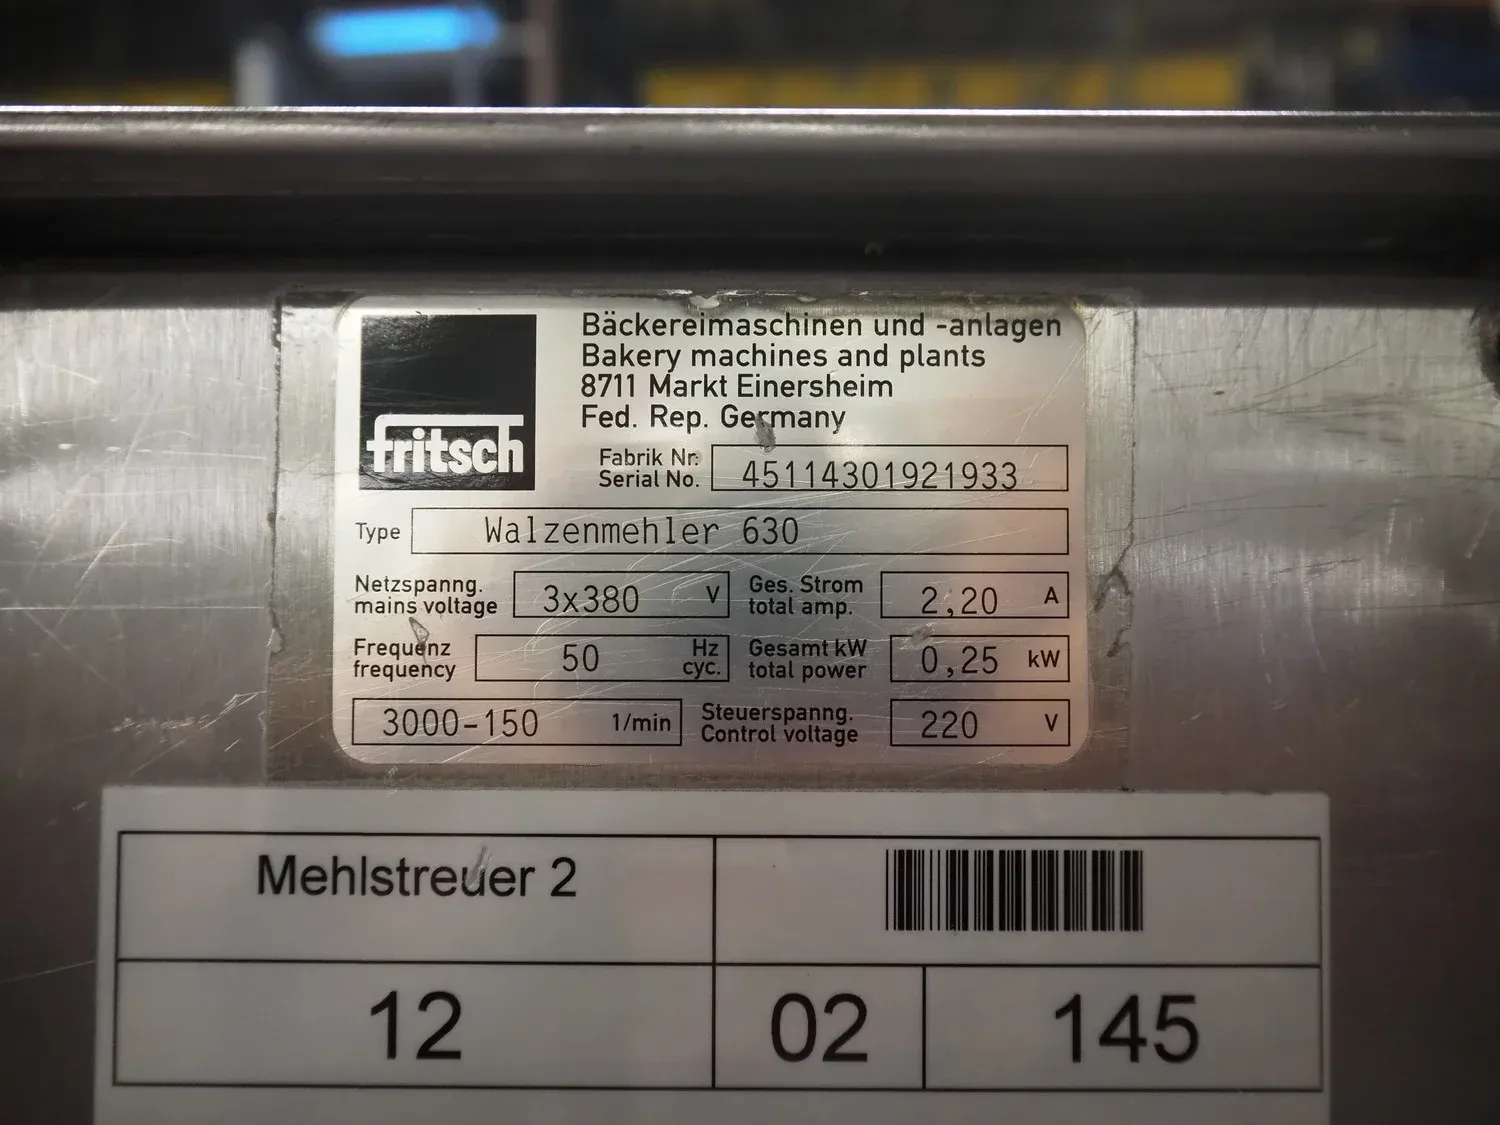 fritsch
Bäckereimaschinen und -anlagen
Bakery machines and plants
8711 Markt Einersheim
Fed. Rep. Germany
Fabrik Nr.
Serial No.
45114301921933
Type
Walzenmehler 630
Netzspanng.
mains voltage
3x380 V
Ges. Strom
total amp.
2,20 A
Frequenz
frequency
50
Hz
cyc.
Gesamt kW
total power
0,25 kW
3000-150 1/min
Steuerspanng.
Control voltage
220 V
Mehlstreuer 2
12 02 145